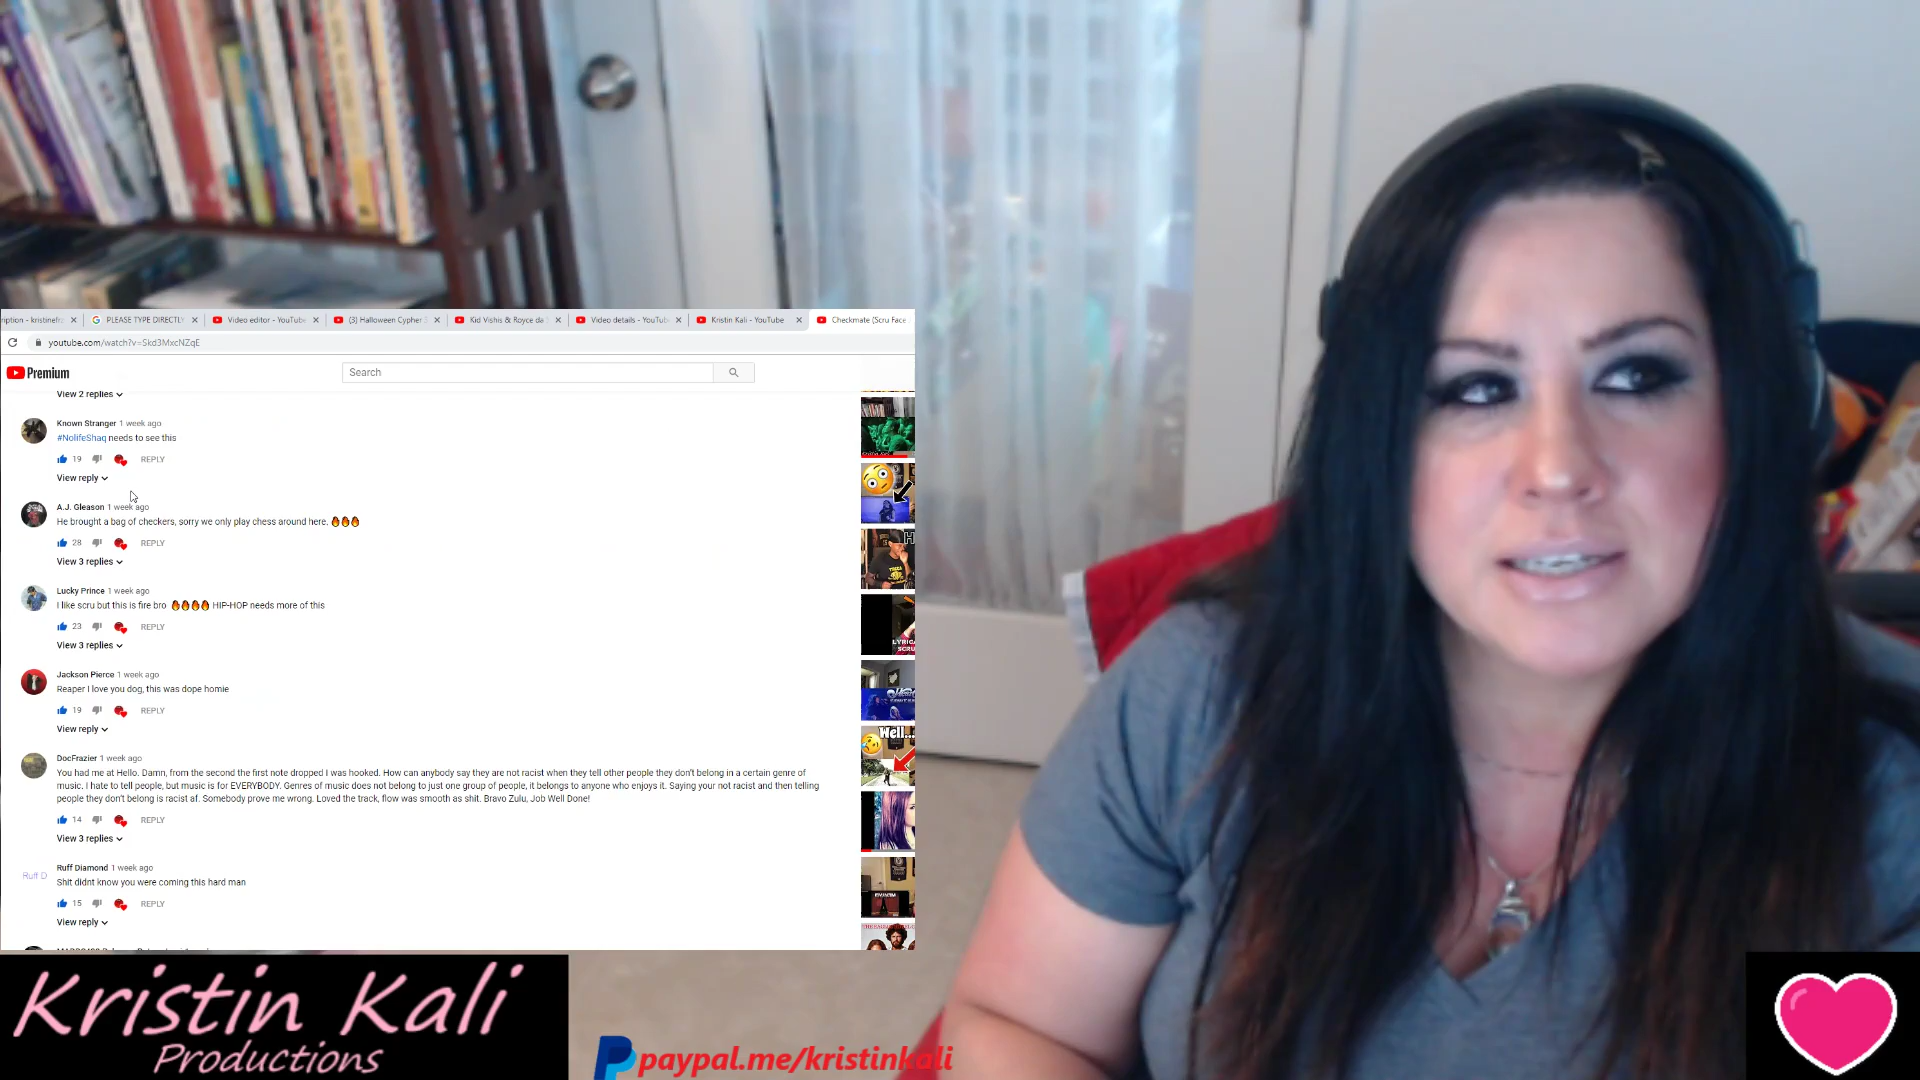 ription - kristinefra
PLEASE TYPE DIRECTLY
Video editor - YouTube
(3) Halloween Cypher
Kid Vishis & Royce da
Video details - YouTube
Kristin Kali - YouTube
Checkmate (Scru Face
youtube.com/watch?v=Skd3MxcNZqE
Premium
Search
View 2 replies
Known Stranger 1 week ago
#NolifeShaq needs to see this
19 REPLY
View reply
A.J. Gleason 1 week ago
He brought a bag of checkers, sorry we only play chess around here. 🔥🔥🔥
28 REPLY
View 3 replies
Lucky Prince 1 week ago
I like scru but this is fire bro 🔥🔥🔥🔥 HIP-HOP needs more of this
23 REPLY
View 3 replies
Jackson Pierce 1 week ago
Reaper I love you dog, this was dope homie
19 REPLY
View reply
DocFrazier 1 week ago
You had me at Hello. Damn, from the second the first note dropped I was hooked. How can anybody say they are not racist when they tell other people they don't belong in a certain genre of
music. I hate to tell people, but music is for EVERYBODY. Genres of music does not belong to just one group of people, it belongs to anyone who enjoys it. Saying your not racist and then telling
people they don't belong is racist af. Somebody prove me wrong. Loved the track, flow was smooth as shit. Bravo Zulu, Job Well Done!
14 REPLY
View 3 replies
Ruff D
Ruff Diamond 1 week ago
Shit didnt know you were coming this hard man
15 REPLY
View reply
LYRICA
SCRU
Well...
Kristin Kali
Productions
paypal.me/kristinkali